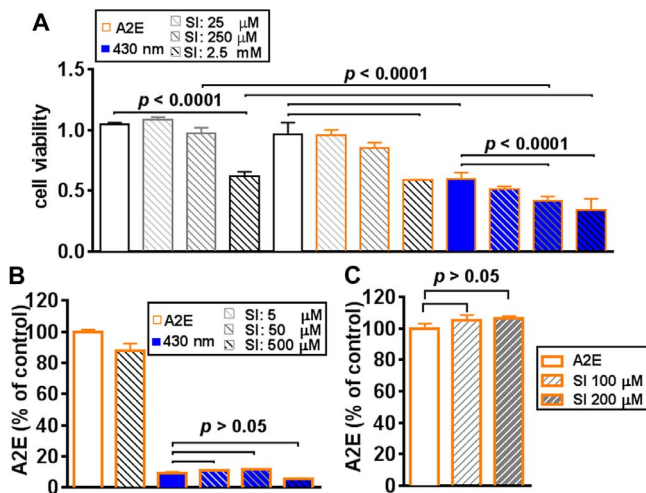 A
A2E
430 nm
SI: 25 μM
SI: 250 μM
SI: 2.5 mM
p < 0.0001
p < 0.0001
p < 0.0001
cell viability
1.5
1.0
0.5
0.0
B
A2E
430 nm
SI: 5 μM
SI: 50 μM
SI: 500 μM
p > 0.05
A2E (% of control)
120
100
80
60
40
20
0
C
p > 0.05
A2E (% of control)
120
100
80
60
40
20
0
A2E
SI 100 μM
SI 200 μM